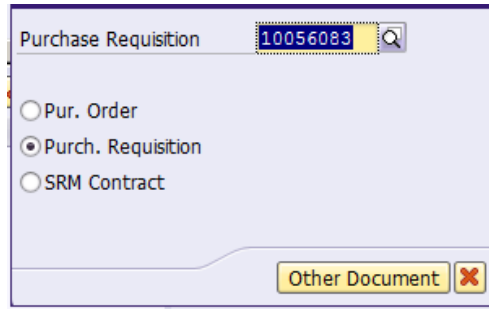 Purchase Requisition 10056083
Pur. Order
Purch. Requisition
SRM Contract
Other Document